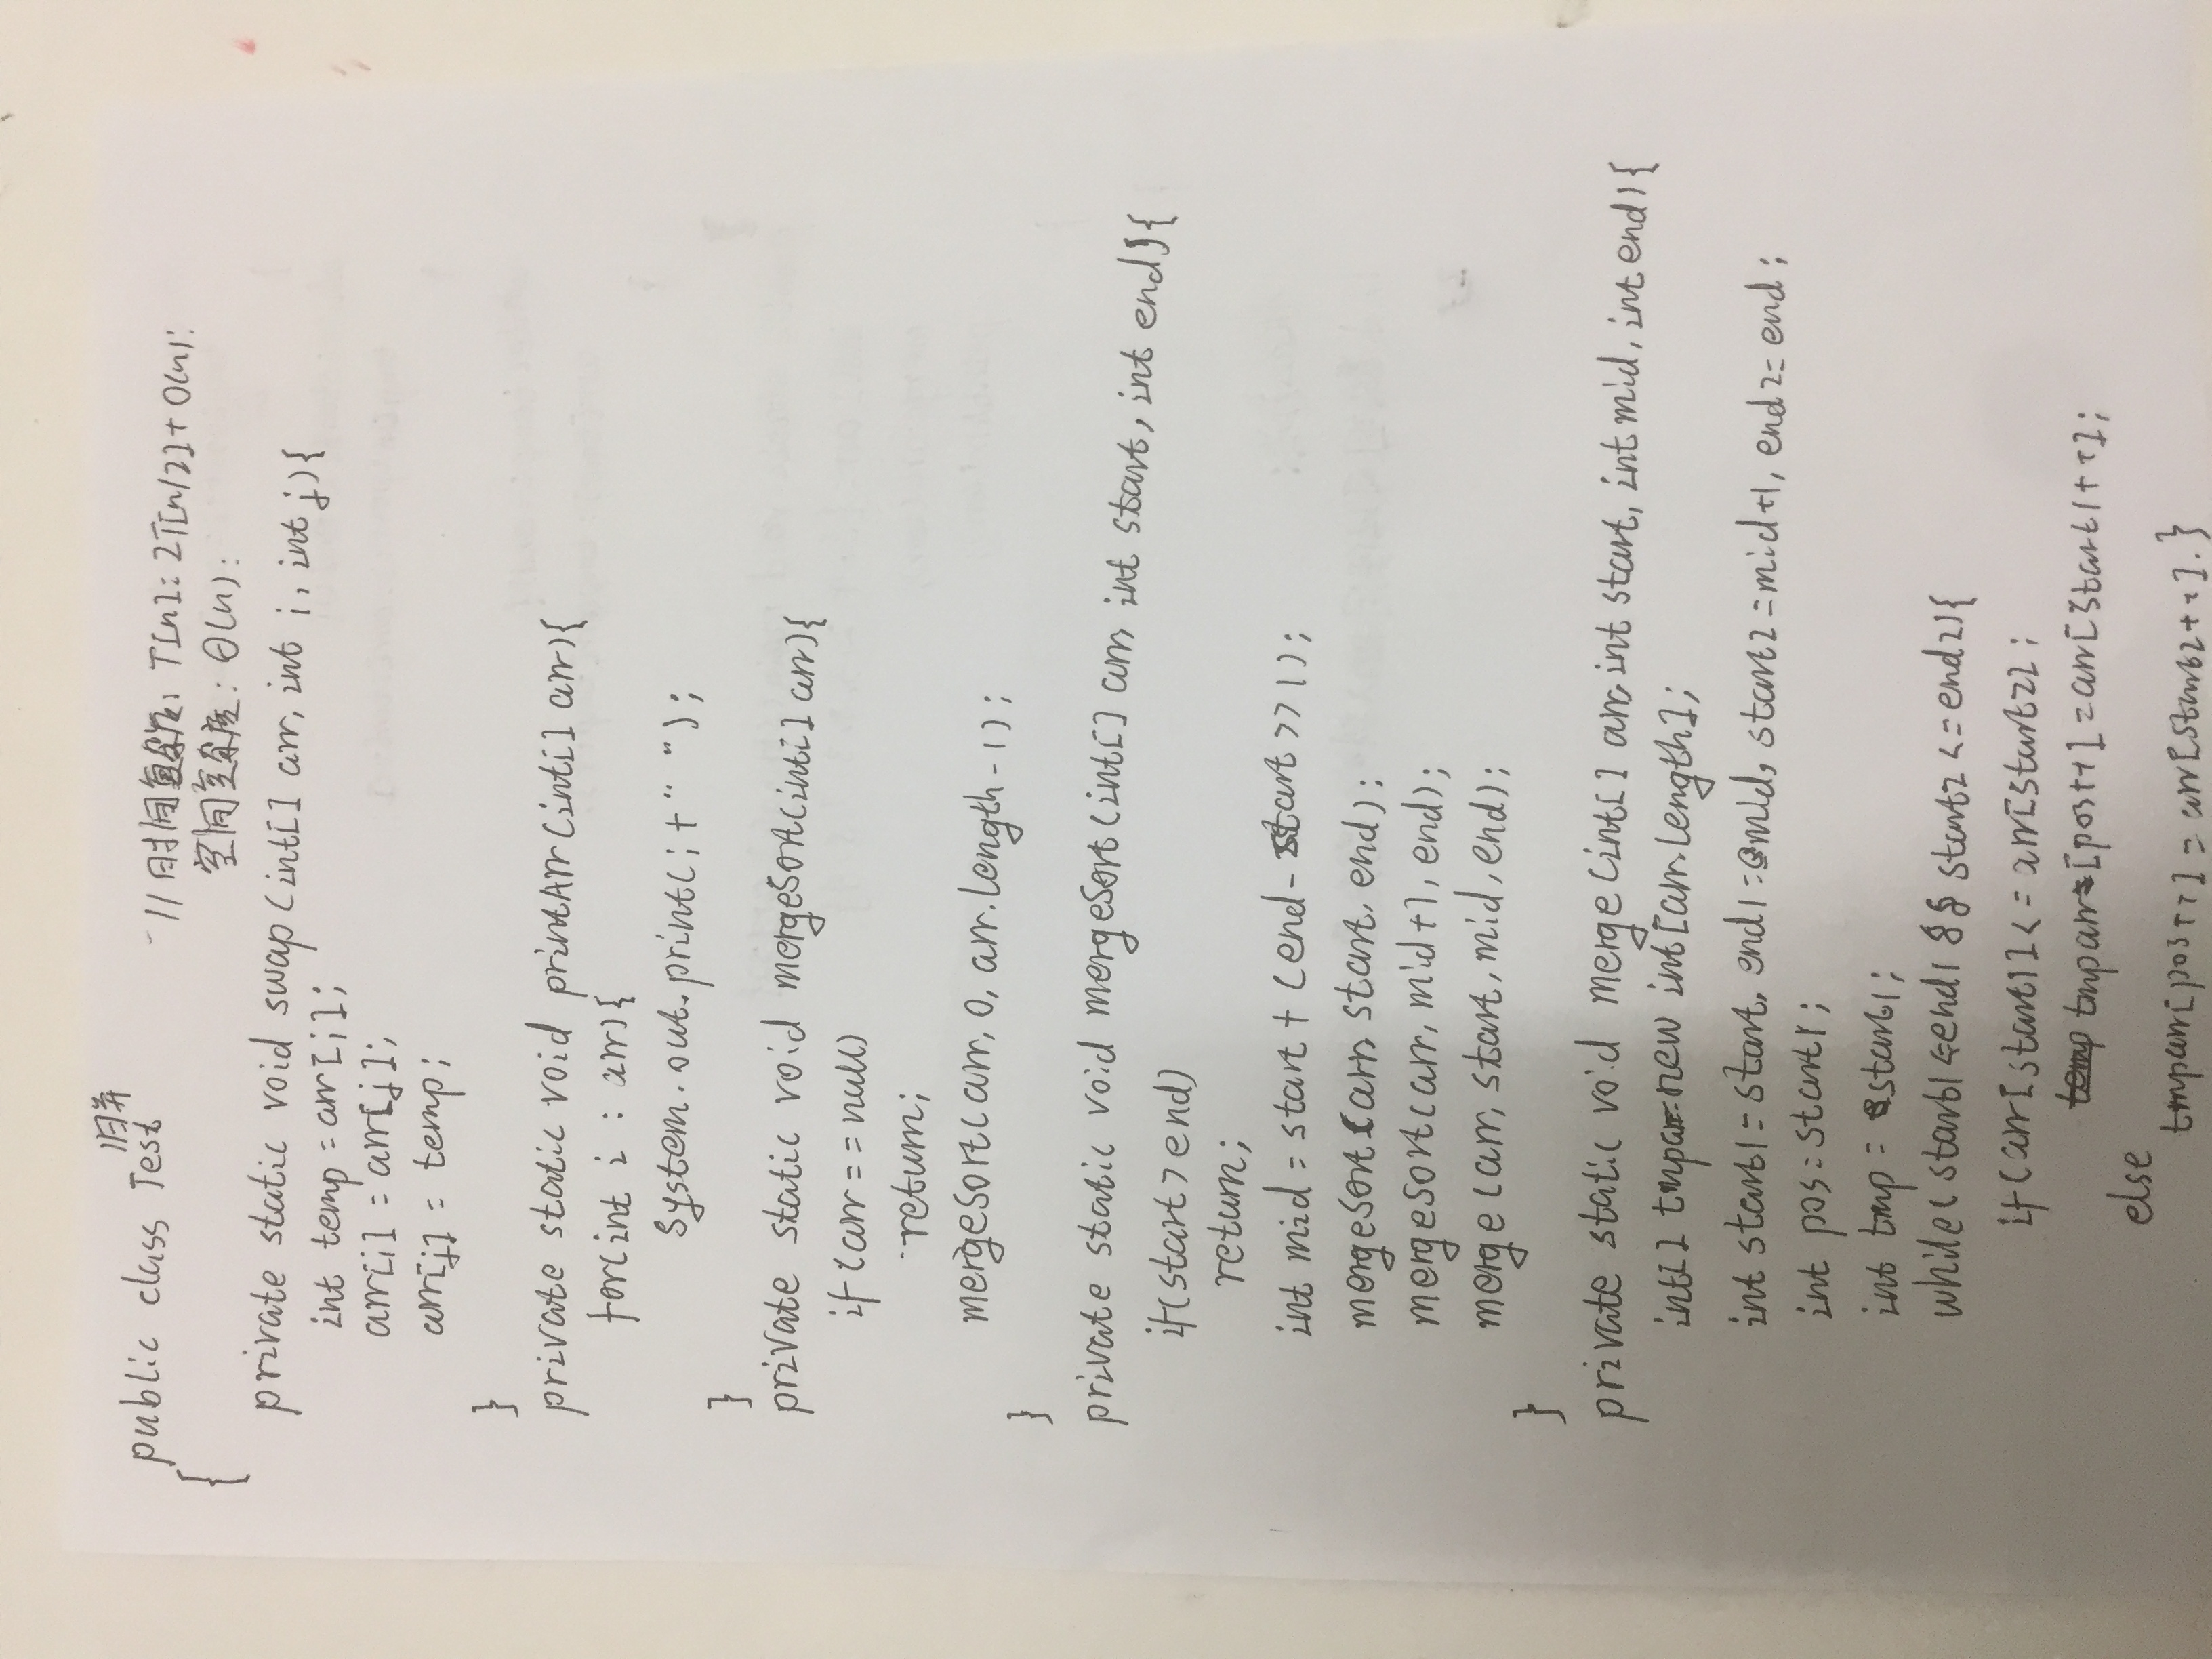 归并
public class Test
// 时间复杂度: T[n]: 2T[n/2] + O(n):
{
空间复杂度: Θ(n):
private static void swap(int[] arr, int i, int j){
int temp = arr[i];
arr[i] = arr[j];
arr[j] = temp;
}
private static void printArr(int[] arr){
for(int i : arr){
System.out.print(i+" ");
}
private static void mergeSort(int[] arr){
if(arr==null)
return;
mergeSort(arr, 0, arr.length-1);
}
private static void mergeSort(int[] arr, int start, int end){
if(start>end)
return;
int mid = start + (end-start>>1);
mergeSort(arr, start, end);
mergeSort(arr, mid+1, end);
merge(arr, start, mid, end);
}
private static void merge(int[] arr, int start, int mid, int end){
int[] tmparr=new int[arr.length];
int start1=start, end1=mid, start2=mid+1, end2=end;
int pos=start1;
int tmp=start1;
while(start1<=end1 && start2<=end2){
if(arr[start1]<=arr[start2];
tmparr[pos++]=arr[start1++];
else
tmparr[pos++]=arr[start2++].}